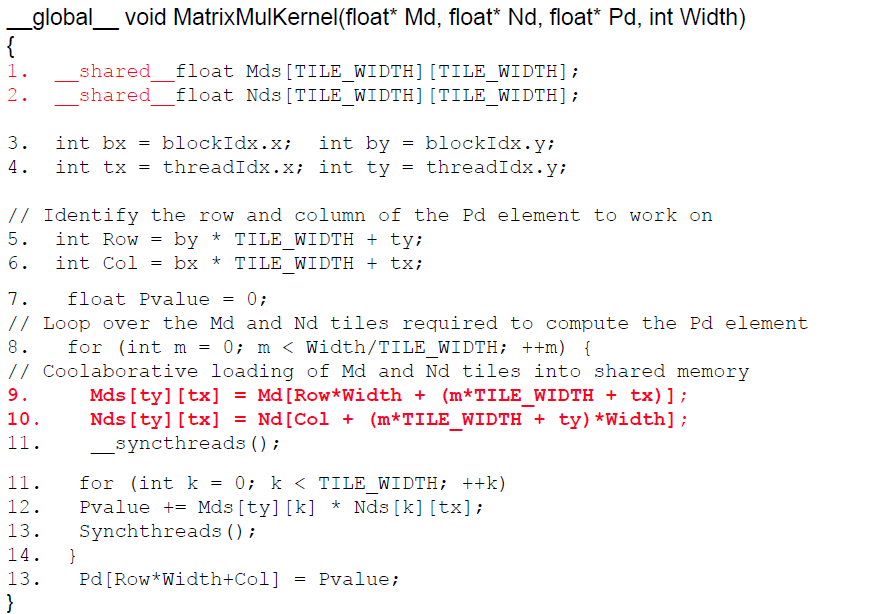 __global__ void MatrixMulKernel(float* Md, float* Nd, float* Pd, int Width)
{
1. __shared__float Mds[TILE_WIDTH][TILE_WIDTH];
2. __shared__float Nds[TILE_WIDTH][TILE_WIDTH];
3. int bx = blockIdx.x; int by = blockIdx.y;
4. int tx = threadIdx.x; int ty = threadIdx.y;
// Identify the row and column of the Pd element to work on
5. int Row = by * TILE_WIDTH + ty;
6. int Col = bx * TILE_WIDTH + tx;
7. float Pvalue = 0;
// Loop over the Md and Nd tiles required to compute the Pd element
8. for (int m = 0; m < Width/TILE_WIDTH; ++m) {
// Coolaborative loading of Md and Nd tiles into shared memory
9. Mds[ty][tx] = Md[Row*Width + (m*TILE_WIDTH + tx)];
10. Nds[ty][tx] = Nd[Col + (m*TILE_WIDTH + ty)*Width];
11. __syncthreads();
11. for (int k = 0; k < TILE_WIDTH; ++k)
12. Pvalue += Mds[ty][k] * Nds[k][tx];
13. Synchthreads();
14. }
13. Pd[Row*Width+Col] = Pvalue;
}